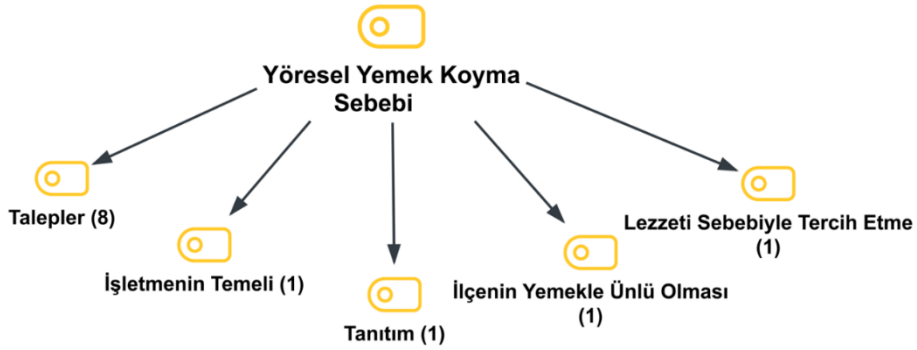 Yöresel Yemek Koyma
Sebebi
Talepler (8)
İşletmenin Temeli (1)
Tanıtım (1)
İlçenin Yemekle Ünlü Olması
(1)
Lezzeti Sebebiyle Tercih Etme
(1)